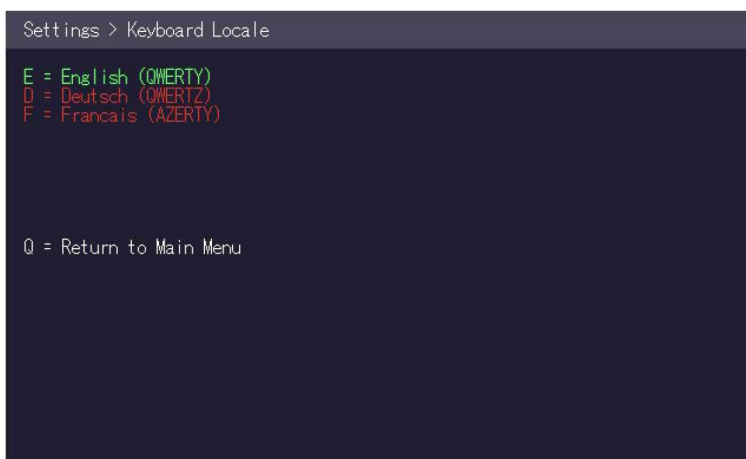 Settings > Keyboard Locale
E = English (QWERTY)
D = Deutsch (QWERTZ)
F = Francais (AZERTY)
Q = Return to Main Menu